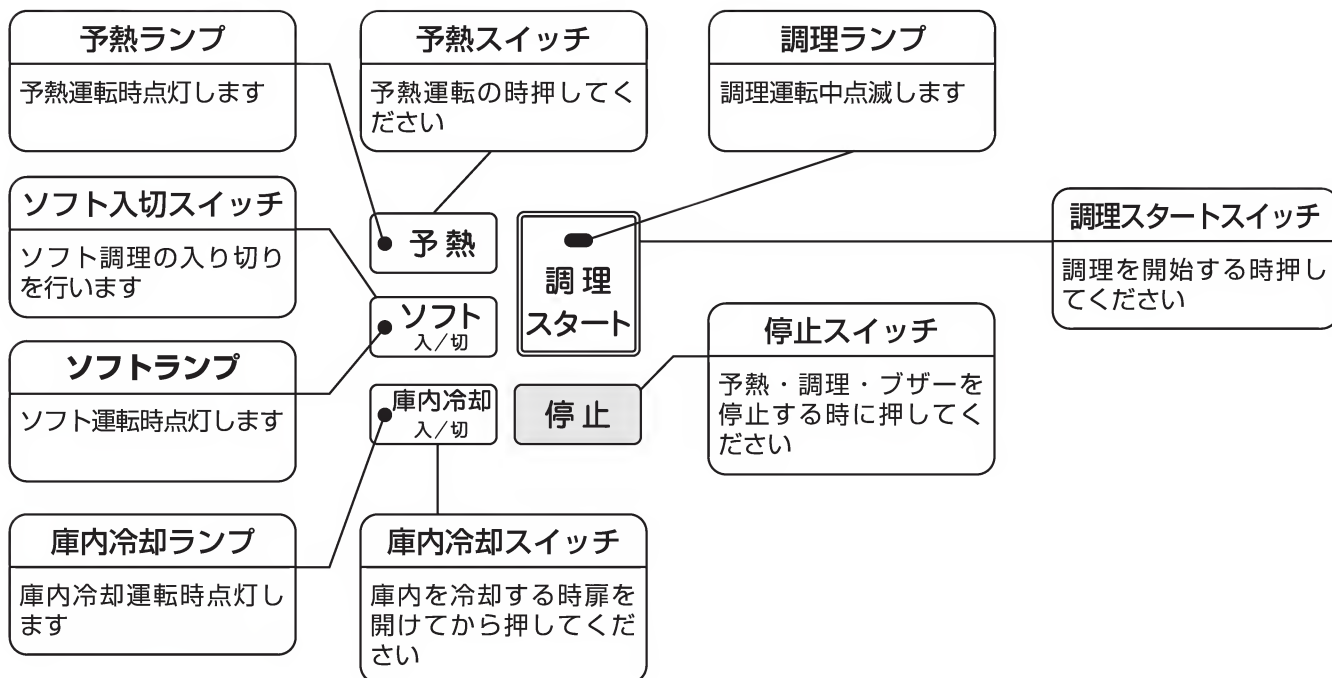 予熱ランプ
予熱運転時点灯します
予熱スイッチ
予熱運転の時押してく
ださい
調理ランプ
調理運転中点滅します
ソフト入切スイッチ
ソフト調理の入り切り
を行います
調理スタートスイッチ
調理を開始する時押し
てください
予熱
調理
スタート
ソフト
入/切
庫内冷却
入/切
停止
ソフトランプ
ソフト運転時点灯します
停止スイッチ
予熱・調理・ブザーを
停止する時に押してく
ださい
庫内冷却ランプ
庫内冷却運転時点灯し
ます
庫内冷却スイッチ
庫内を冷却する時扉を
開けてから押してくだ
さい